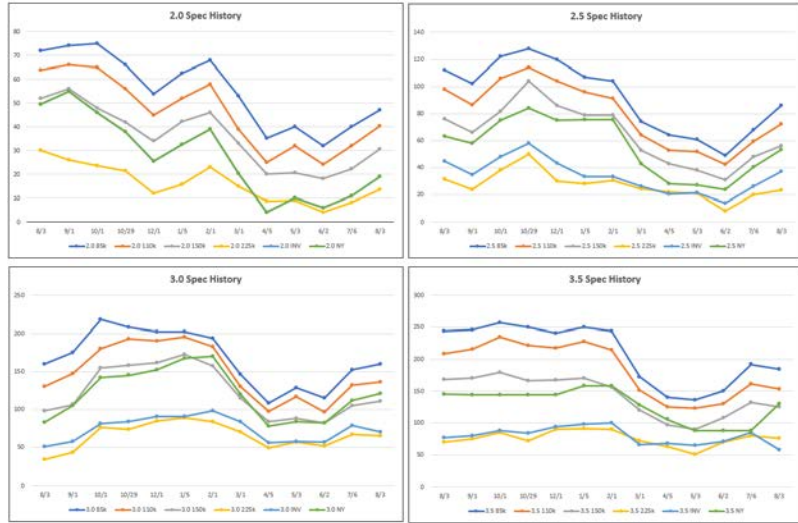 2.0 Spec History
80
70
60
50
40
30
20
10
0
8/3 9/1 10/1 10/29 12/1 1/5 2/1 3/1 4/5 5/3 6/2 7/6 8/3
2.0 85k 2.0 110k 2.0 150k 2.0 225k 2.0 INV 2.0 NY
2.5 Spec History
140
120
100
80
60
40
20
0
8/3 9/1 10/1 10/29 12/1 1/5 2/1 3/1 4/5 5/3 6/2 7/6 8/3
2.5 85k 2.5 110k 2.5 150k 2.5 225k 2.5 INV 2.5 NY
3.0 Spec History
250
200
150
100
50
0
8/3 9/1 10/1 10/29 12/1 1/5 2/1 3/1 4/5 5/3 6/2 7/6 8/3
3.0 85k 3.0 110k 3.0 150k 3.0 225k 3.0 INV 3.0 NY
3.5 Spec History
300
250
200
150
100
50
0
8/3 9/1 10/1 10/29 12/1 1/5 2/1 3/1 4/5 5/3 6/2 7/6 8/3
3.5 85k 3.5 110k 3.5 150k 3.5 225k 3.5 INV 3.5 NY